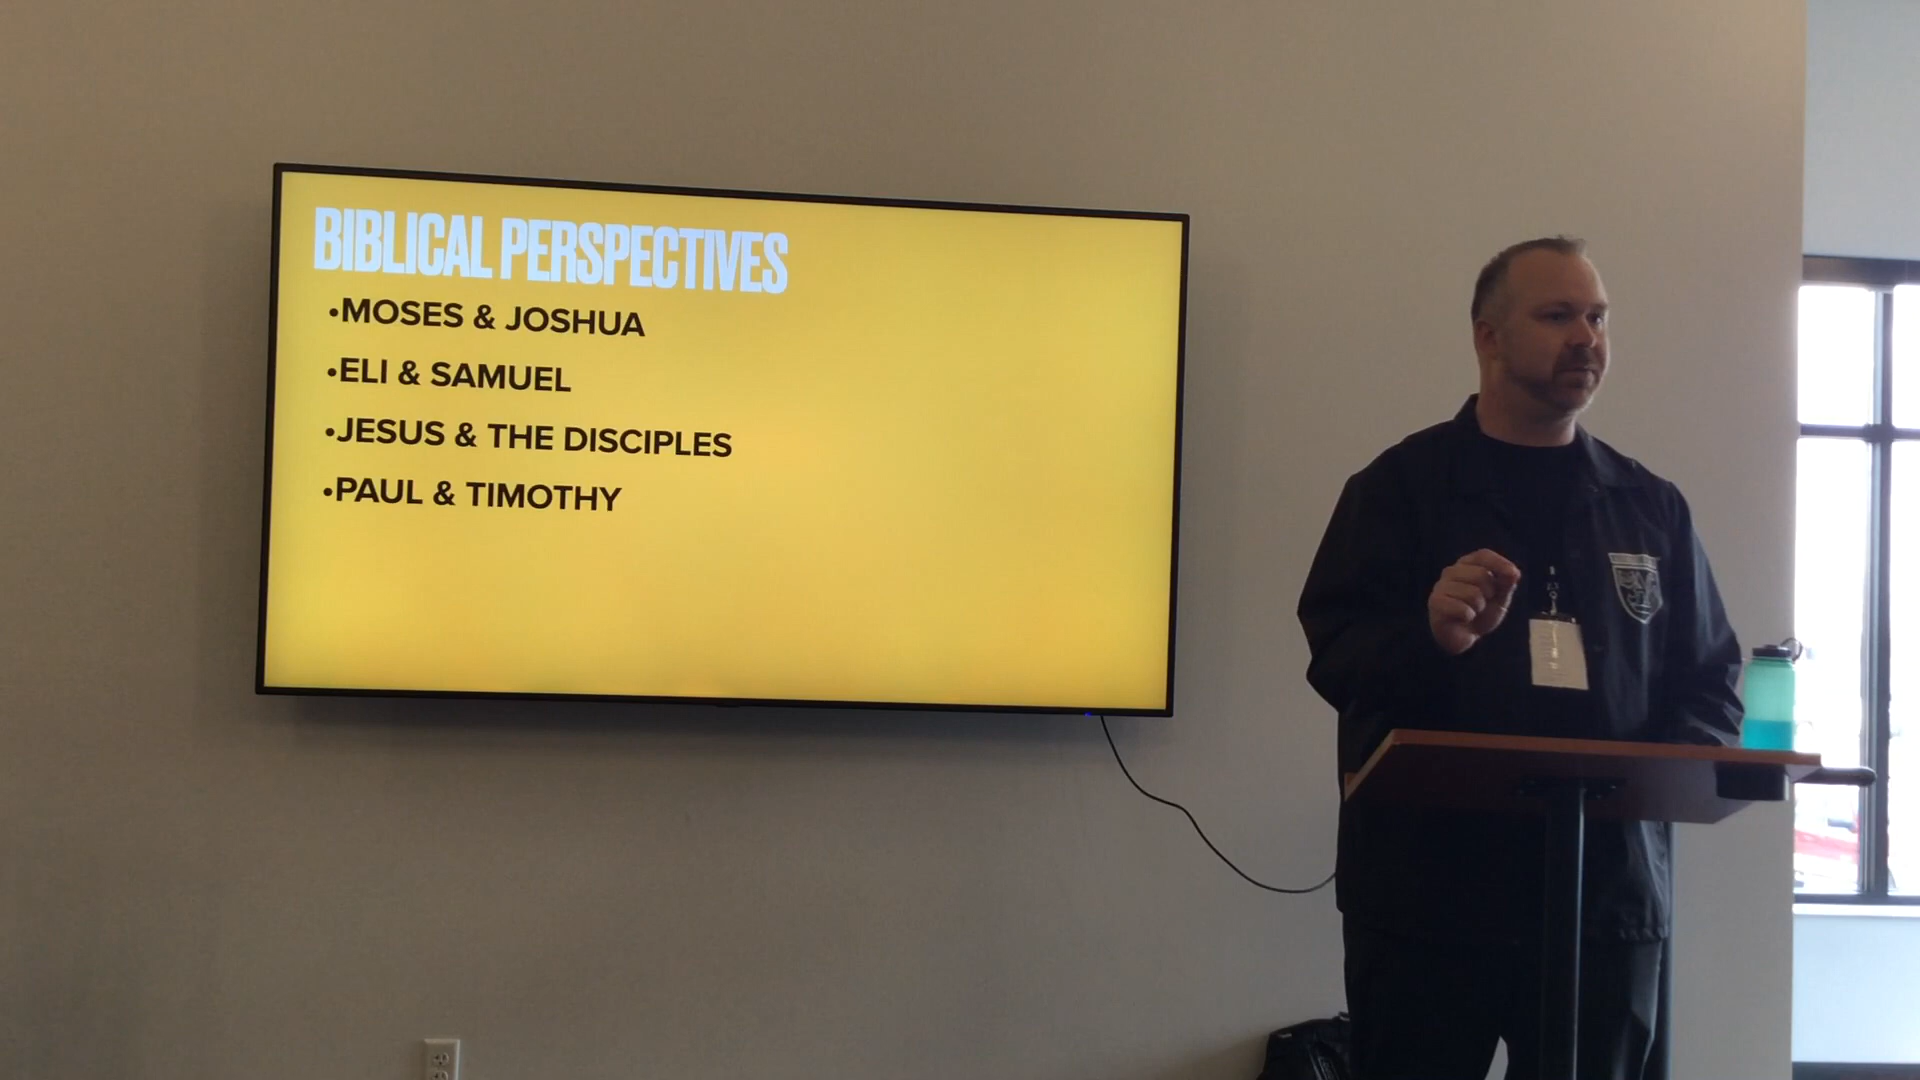 BIBLICAL PERSPECTIVES
•MOSES & JOSHUA
•ELI & SAMUEL
•JESUS & THE DISCIPLES
•PAUL & TIMOTHY